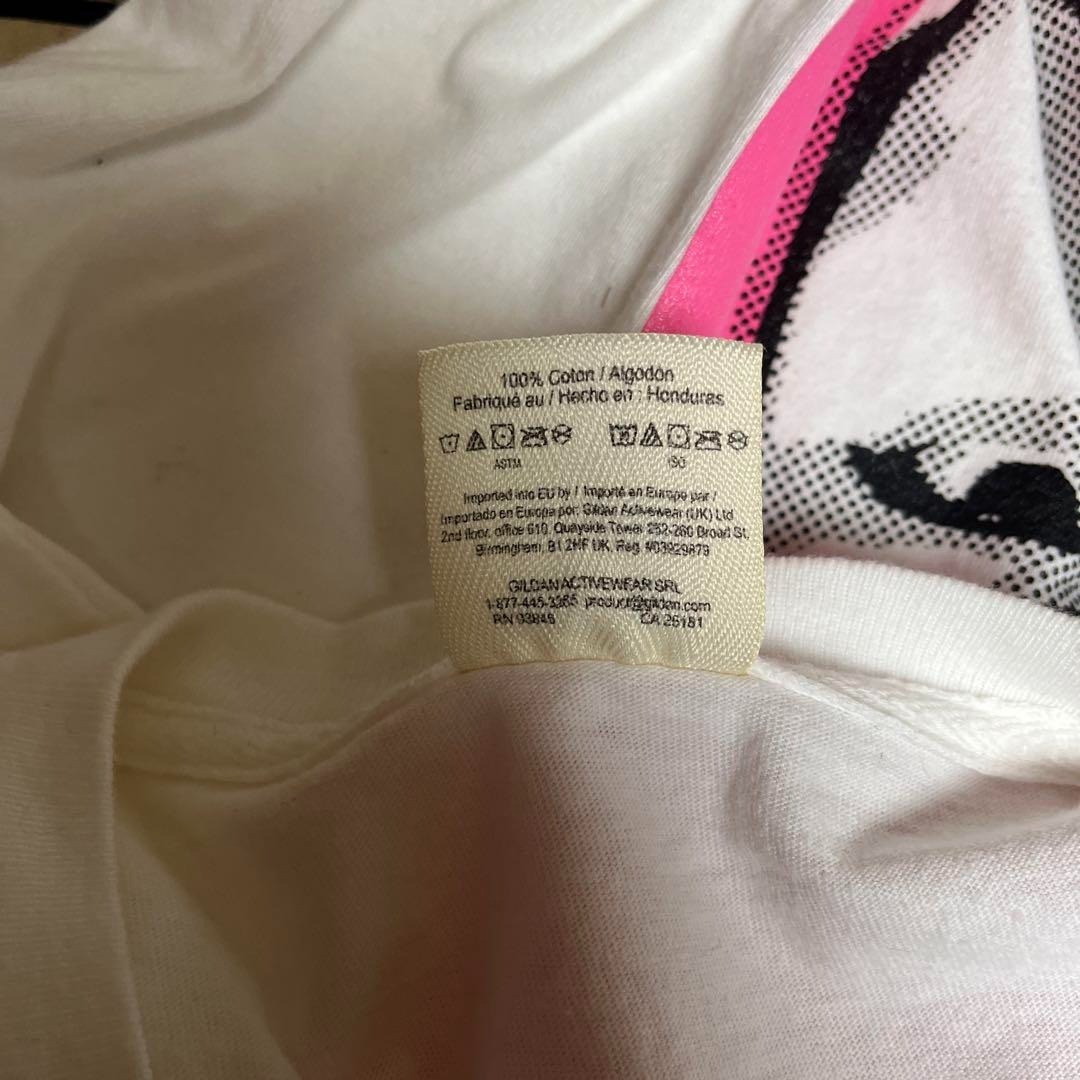 100% Coton / Algodon
Fabriqué au / Hecho en : Honduras
ASTM ISO
Imported into EU by / Importé en Europe par /
Importado en Europa por: Gildan Activewear (UK) Ltd.
2nd floor, office 610, Quayside Tower 252-260 Broad St.
Birmingham, B1 2HF UK, Reg. #03929879
GILDAN ACTIVEWEAR SRL
1-877-445-3265 product@gildan.com
RN 93846 CA 26181